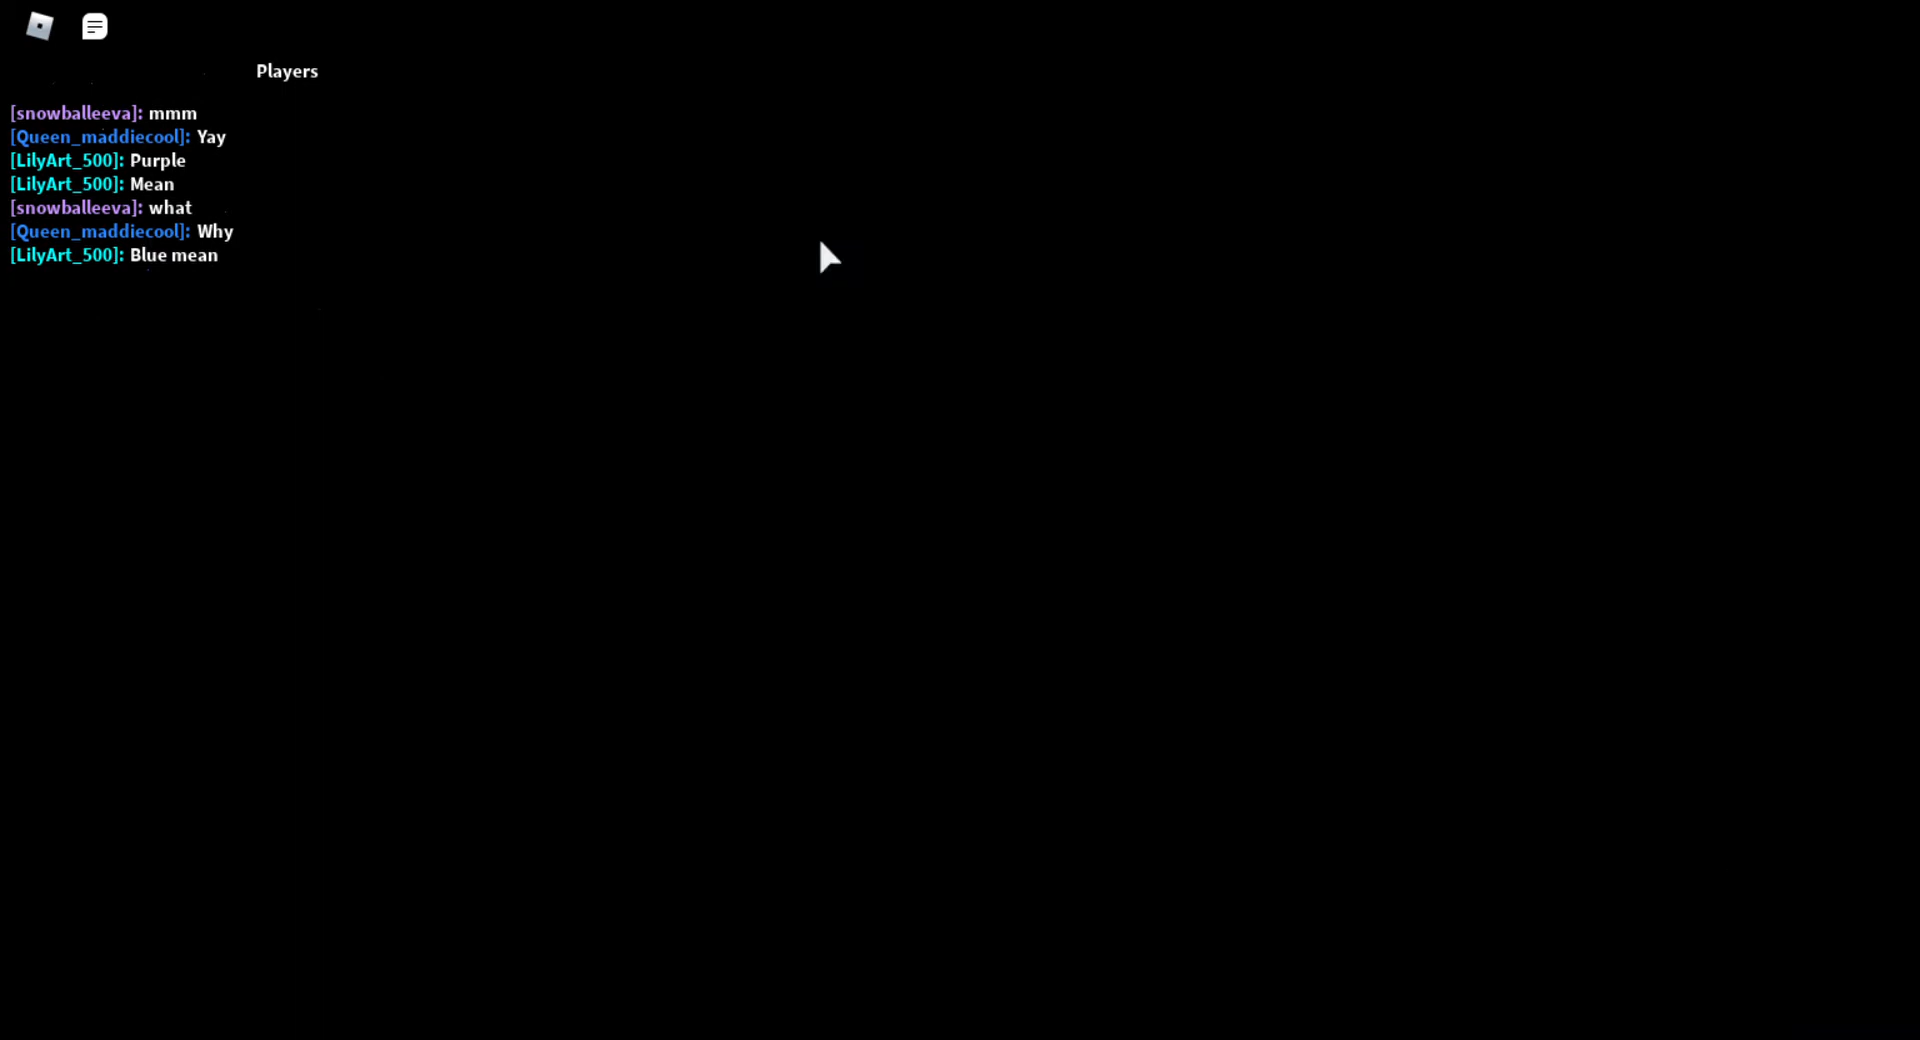 Players
[snowballeeva]: mmm
[Queen_maddiecool]: Yay
[LilyArt_500]: Purple
[LilyArt_500]: Mean
[snowballeeva]: what
[Queen_maddiecool]: Why
[LilyArt_500]: Blue mean